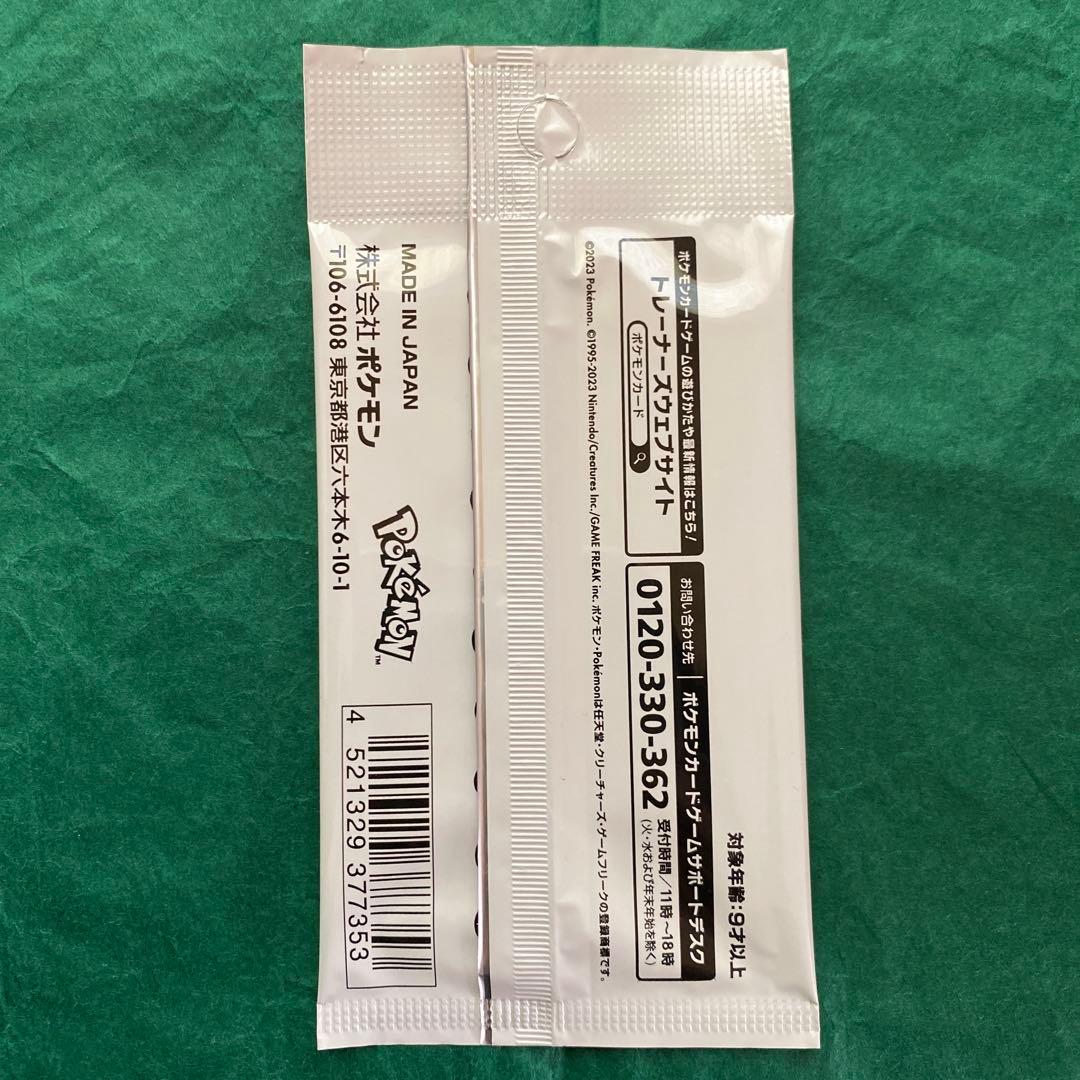 対象年齢:9才以上
ポケモンカードゲームの遊びかたや最新情報はこちら!
トレーナーズウェブサイト
ポケモンカード
お問い合わせ先 | ポケモンカードゲームサポートデスク
0120-330-362
受付時間/11時~18時
(火・水および年末年始を除く)
©2023 Pokémon. ©1995-2023 Nintendo/Creatures Inc./GAME FREAK inc. ポケモン・Pokémonは任天堂・クリーチャーズ・ゲームフリークの登録商標です。
MADE IN JAPAN
株式会社 ポケモン
〒106-6108 東京都港区六本木6-10-1
POKéMON™
4 521329 377353